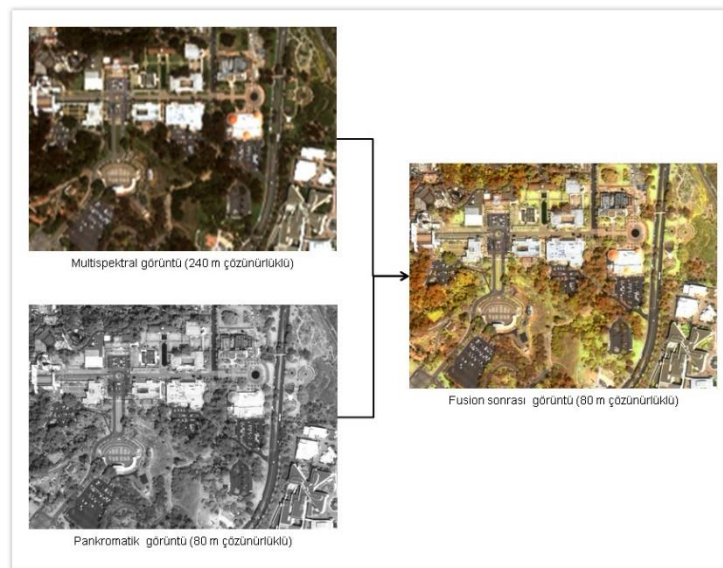 Multispektral görüntü (240 m çözünürlüklü)
Fusion sonrası görüntü (80 m çözünürlüklü)
Pankromatik görüntü (80 m çözünürlüklü)